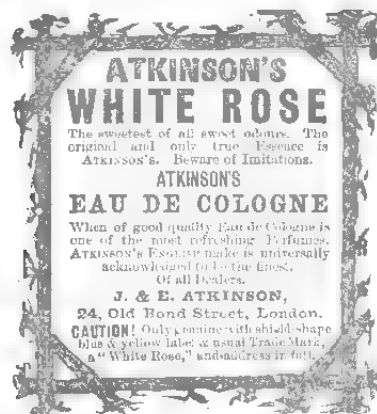 ATKINSON'S
WHITE ROSE
The sweetest of all sweet odours. The
original and only true Essence is
ATKINSON'S. Beware of Imitations.
ATKINSON'S
EAU DE COLOGNE
When of good quality Eau de Cologne is
one of the most refreshing Perfumes.
ATKINSON'S ENGLISH make is universally
acknowledged to be the finest.
Of all Dealers.
J. & E. ATKINSON,
24, Old Bond Street, London.
CAUTION! Only genuine with shield-shape
blue & yellow label & usual Trade Mark,
a "White Rose," and address in full.